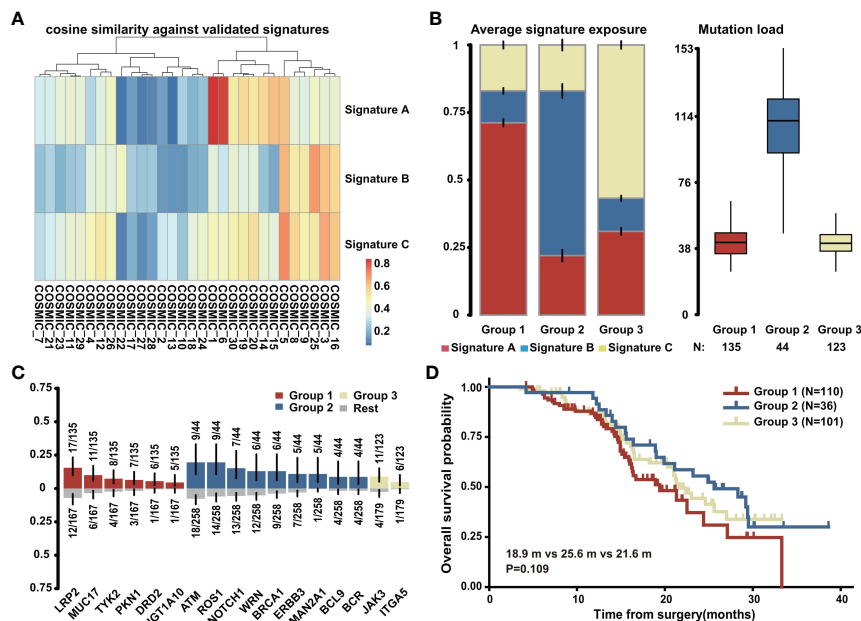 A
cosine similarity against validated signatures
Signature A
Signature B
Signature C
0.8
0.6
0.4
0.2
COSMIC_7
COSMIC_21
COSMIC_23
COSMIC_11
COSMIC_29
COSMIC_4
COSMIC_12
COSMIC_26
COSMIC_22
COSMIC_17
COSMIC_27
COSMIC_28
COSMIC_2
COSMIC_13
COSMIC_10
COSMIC_18
COSMIC_24
COSMIC_1
COSMIC_6
COSMIC_30
COSMIC_19
COSMIC_20
COSMIC_14
COSMIC_15
COSMIC_5
COSMIC_8
COSMIC_9
COSMIC_25
COSMIC_3
COSMIC_16
B
Average signature exposure
1
0.75
0.5
0.25
0
Group 1
Group 2
Group 3
Signature A
Signature B
Signature C
Mutation load
153
114
76
38
0
Group 1
Group 2
Group 3
N:
135
44
123
C
0.75
0.5
0.25
0
0.25
0.5
0.75
Group 1
Group 2
Group 3
Rest
17/135
11/135
8/135
7/135
6/135
5/135
9/44
9/44
7/44
6/44
6/44
5/44
5/44
4/44
4/44
11/123
6/123
12/167
6/167
4/167
3/167
1/167
1/167
18/258
14/258
13/258
12/258
9/258
7/258
1/258
4/258
4/258
4/179
1/179
LRP2
MUC17
TYK2
PKN1
DRD2
IGT1A10
ATM
ROS1
NOTCH1
WRN
BRCA1
ERBB3
MAN2A1
BCL9
BCR
JAK3
ITGA5
D
Overall survival probability
1.00
0.75
0.50
0.25
0.00
Group 1 (N=110)
Group 2 (N=36)
Group 3 (N=101)
18.9 m vs 25.6 m vs 21.6 m
P=0.109
0
10
20
30
40
Time from surgery(months)